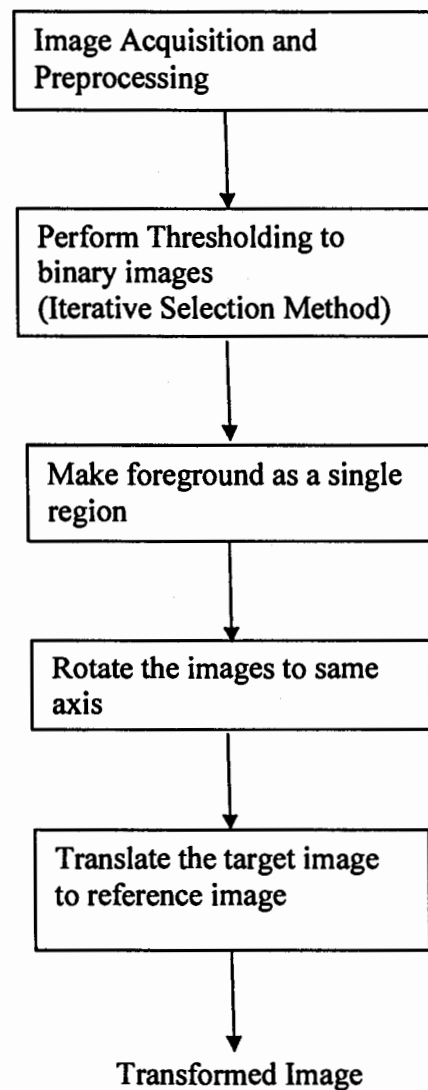 Image Acquisition and
Preprocessing
Perform Thresholding to
binary images
(Iterative Selection Method)
Make foreground as a single
region
Rotate the images to same
axis
Translate the target image
to reference image
Transformed Image